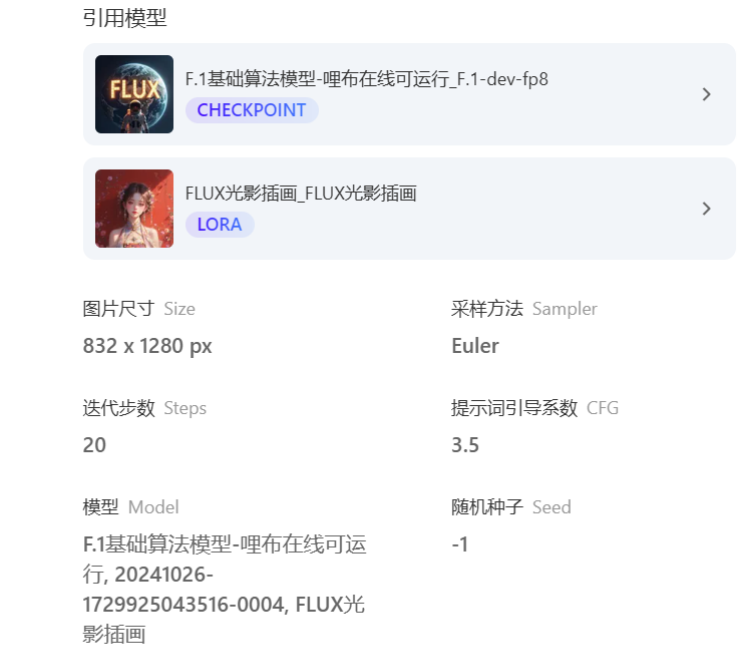 引用模型
FLUX
F.1基础算法模型-哩布在线可运行_F.1-dev-fp8
CHECKPOINT
FLUX光影插画_FLUX光影插画
LORA
图片尺寸 Size
832 x 1280 px
采样方法 Sampler
Euler
迭代步数 Steps
20
提示词引导系数 CFG
3.5
模型 Model
F.1基础算法模型-哩布在线可运
行, 20241026-
1729925043516-0004, FLUX光
影插画
随机种子 Seed
-1